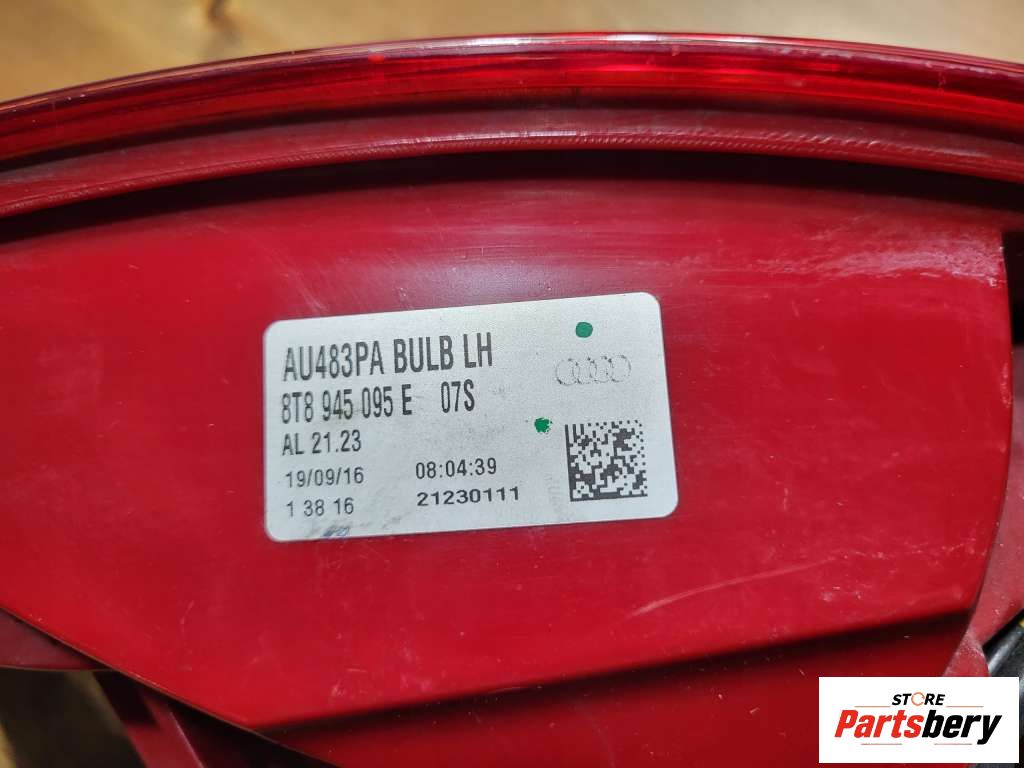 AU483PA BULB LH
8T8 945 095 E 07S
AL 21.23
19/09/16 08:04:39
1 38 16 21230111
STORE
Partsbery